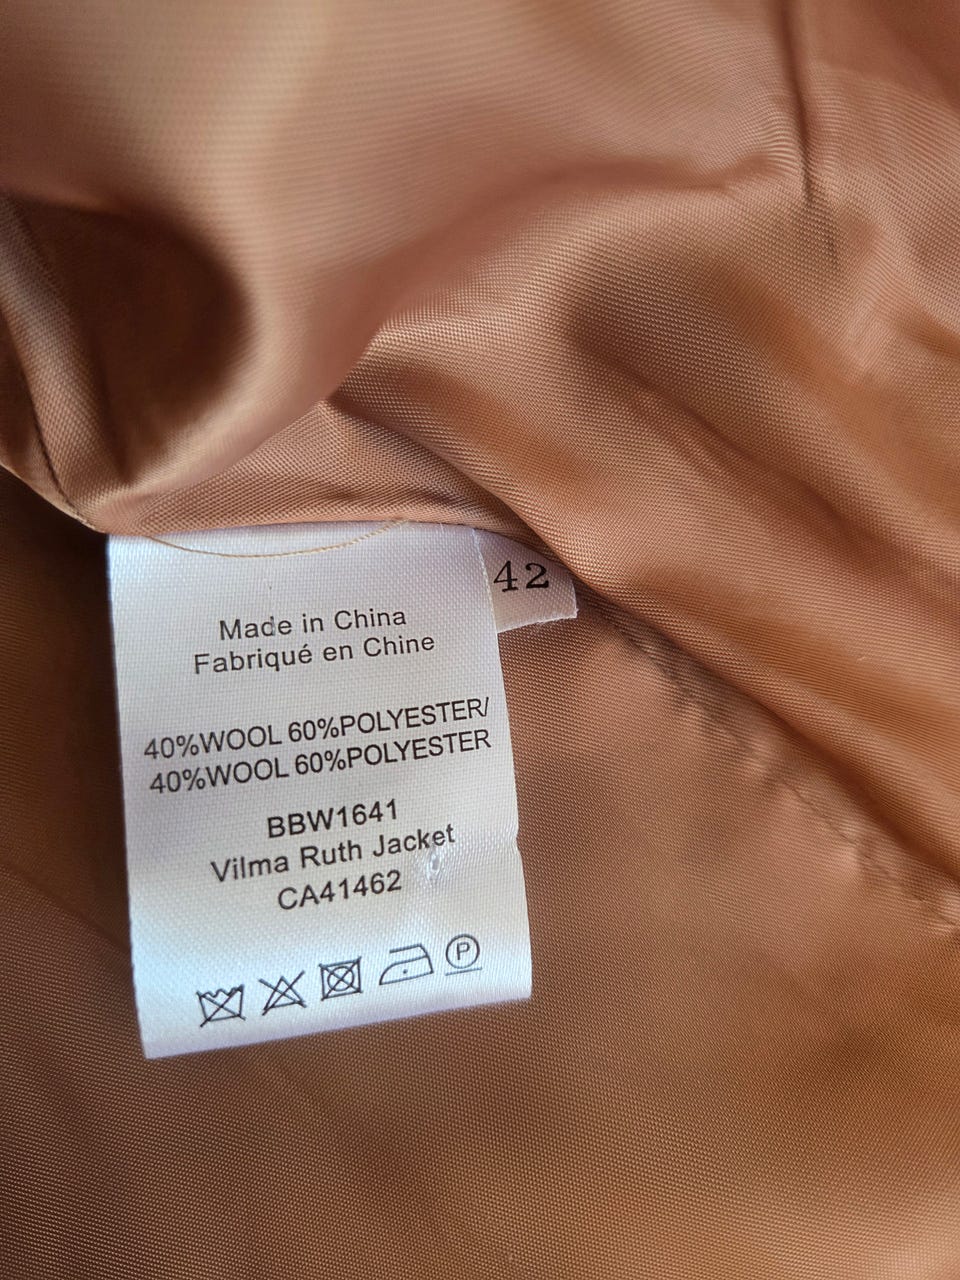 42
Made in China
Fabriqué en Chine
40%WOOL 60%POLYESTER/
40%WOOL 60%POLYESTER
BBW1641
Vilma Ruth Jacket
CA41462
P